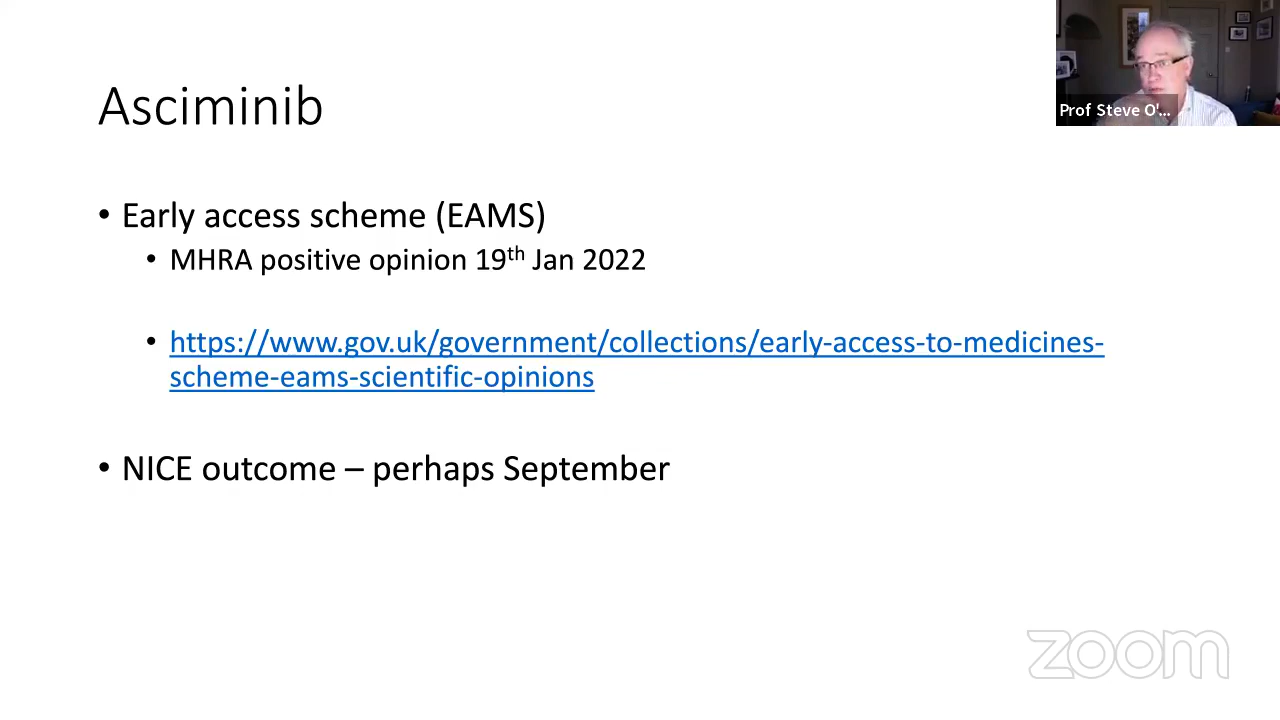 Prof Steve O'...
Asciminib
• Early access scheme (EAMS)
• MHRA positive opinion 19th Jan 2022
• https://www.gov.uk/government/collections/early-access-to-medicines-
scheme-eams-scientific-opinions
• NICE outcome – perhaps September
zoom